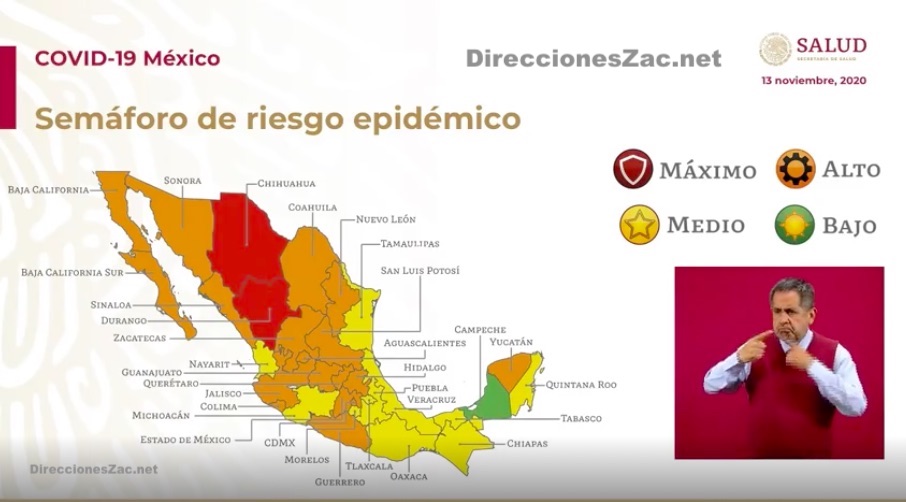 COVID-19 México
DireccionesZac.net
SALUD
SECRETARÍA DE SALUD
13 noviembre, 2020
Semáforo de riesgo epidémico
MÁXIMO
ALTO
MEDIO
BAJO
BAJA CALIFORNIA
SONORA
CHIHUAHUA
COAHUILA
NUEVO LEÓN
TAMAULIPAS
BAJA CALIFORNIA SUR
SAN LUIS POTOSÍ
SINALOA
DURANGO
ZACATECAS
CAMPECHE
YUCATÁN
AGUASCALIENTES
NAYARIT
HIDALGO
GUANAJUATO
QUERÉTARO
QUINTANA ROO
JALISCO
PUEBLA
COLIMA
VERACRUZ
MICHOACÁN
TABASCO
ESTADO DE MÉXICO
CDMX
CHIAPAS
MORELOS
TLAXCALA
GUERRERO
OAXACA
DireccionesZac.net